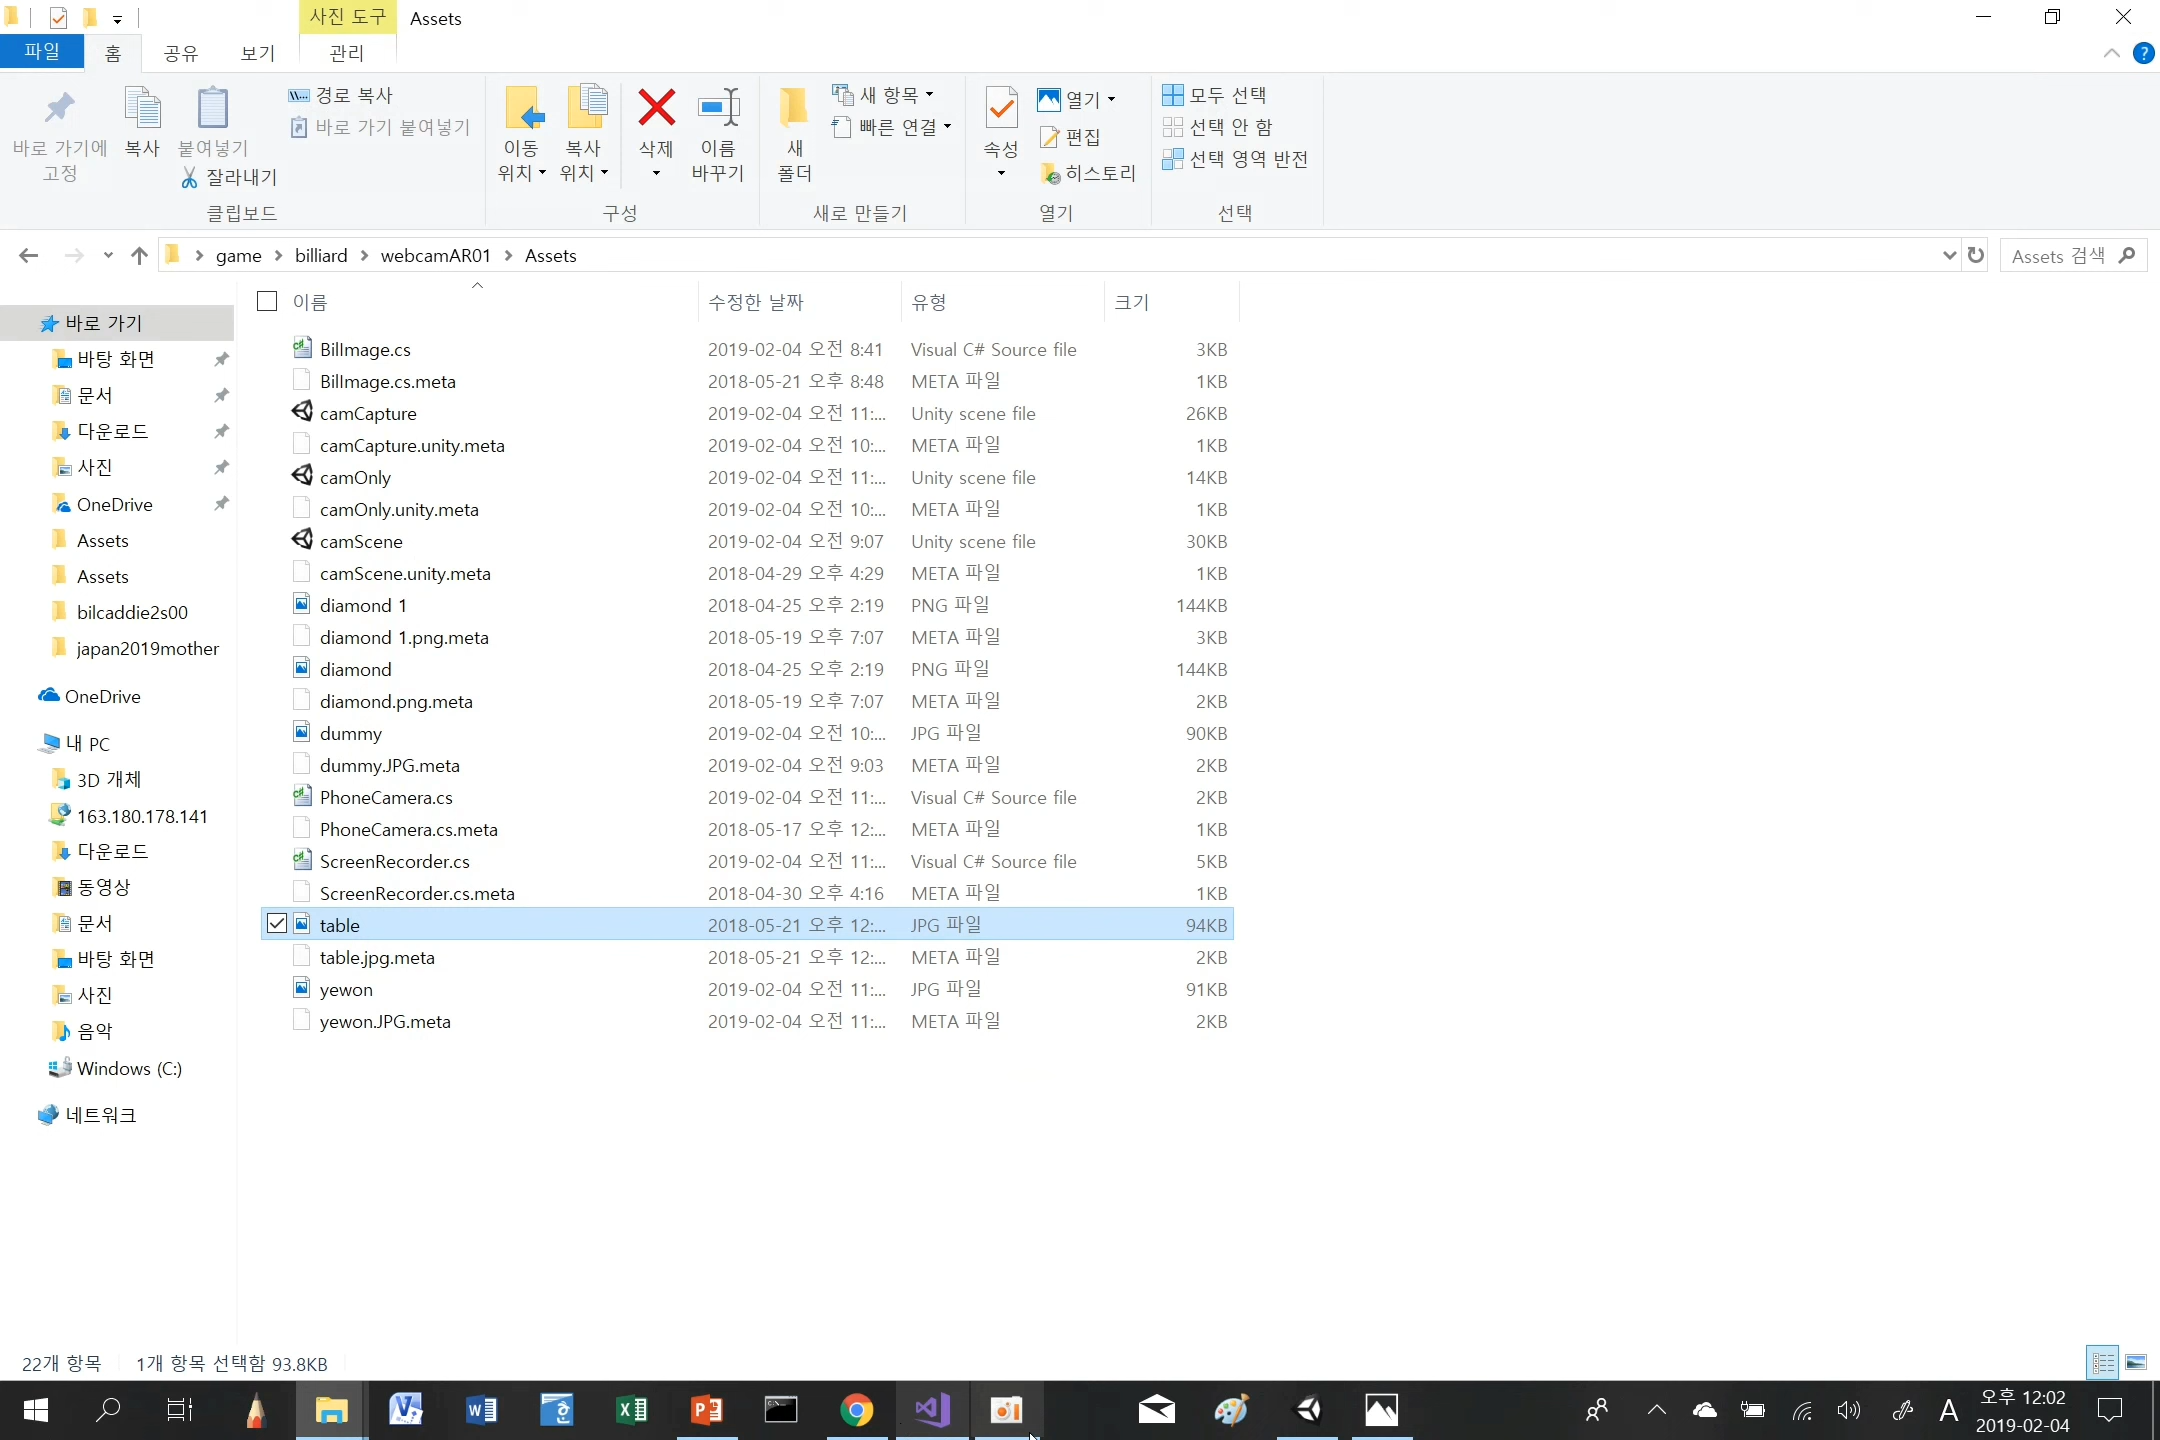 사진 도구 Assets
파일 홈 공유 보기 관리
바로 가기에 고정
복사
붙여넣기
경로 복사
바로 가기 붙여넣기
잘라내기
클립보드
이동 위치
복사 위치
삭제
이름 바꾸기
구성
새 폴더
새 항목
빠른 연결
새로 만들기
속성
열기
편집
히스토리
열기
모두 선택
선택 안 함
선택 영역 반전
선택
game billiard webcamAR01 Assets
Assets 검색
이름 수정한 날짜 유형 크기
바로 가기
바탕 화면
문서
다운로드
사진
OneDrive
Assets
Assets
bilcaddie2s00
japan2019mother
OneDrive
내 PC
3D 개체
163.180.178.141
다운로드
동영상
문서
바탕 화면
사진
음악
Windows (C:)
네트워크
BilImage.cs 2019-02-04 오전 8:41 Visual C# Source file 3KB
BilImage.cs.meta 2018-05-21 오후 8:48 META 파일 1KB
camCapture 2019-02-04 오전 11:... Unity scene file 26KB
camCapture.unity.meta 2019-02-04 오전 10:... META 파일 1KB
camOnly 2019-02-04 오전 11:... Unity scene file 14KB
camOnly.unity.meta 2019-02-04 오전 10:... META 파일 1KB
camScene 2019-02-04 오전 9:07 Unity scene file 30KB
camScene.unity.meta 2018-04-29 오후 4:29 META 파일 1KB
diamond 1 2018-04-25 오후 2:19 PNG 파일 144KB
diamond 1.png.meta 2018-05-19 오후 7:07 META 파일 3KB
diamond 2018-04-25 오후 2:19 PNG 파일 144KB
diamond.png.meta 2018-05-19 오후 7:07 META 파일 2KB
dummy 2019-02-04 오전 10:... JPG 파일 90KB
dummy.JPG.meta 2019-02-04 오전 9:03 META 파일 2KB
PhoneCamera.cs 2019-02-04 오전 11:... Visual C# Source file 2KB
PhoneCamera.cs.meta 2018-05-17 오후 12:... META 파일 1KB
ScreenRecorder.cs 2019-02-04 오전 11:... Visual C# Source file 5KB
ScreenRecorder.cs.meta 2018-04-30 오후 4:16 META 파일 1KB
table 2018-05-21 오후 12:... JPG 파일 94KB
table.jpg.meta 2018-05-21 오후 12:... META 파일 2KB
yewon 2019-02-04 오전 11:... JPG 파일 91KB
yewon.JPG.meta 2019-02-04 오전 11:... META 파일 2KB
22개 항목 1개 항목 선택함 93.8KB
A 오후 12:02
2019-02-04